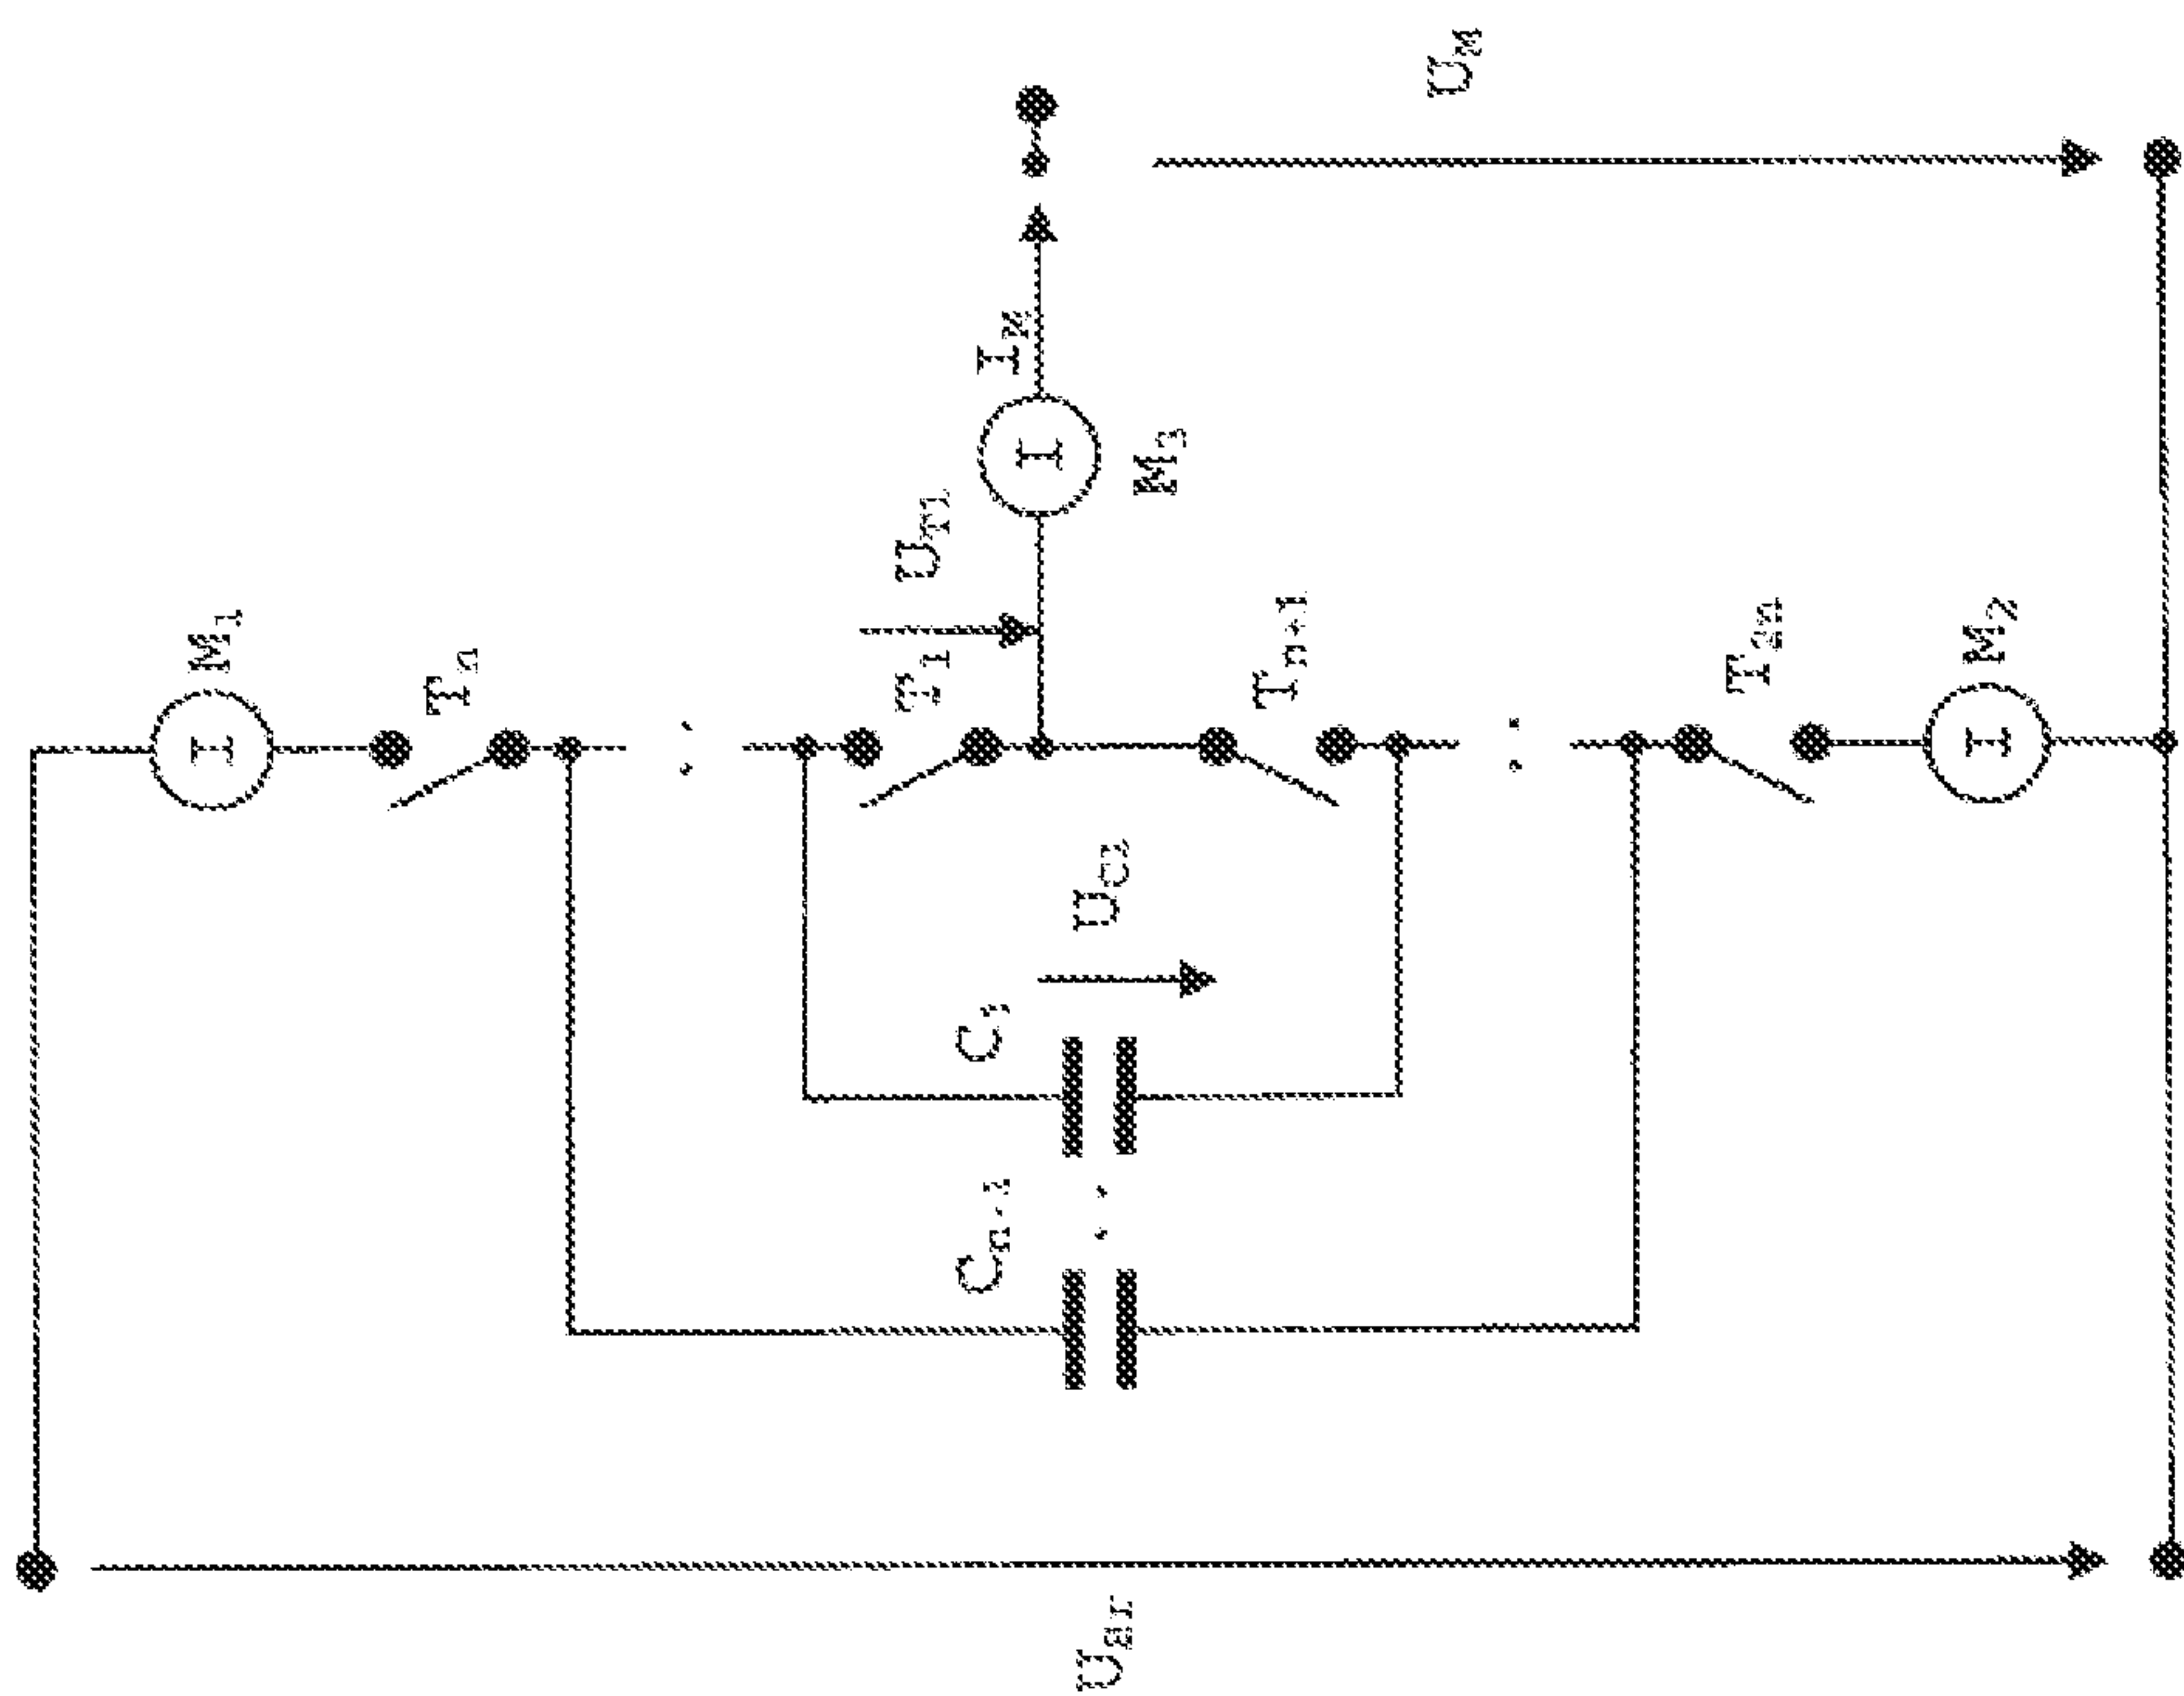 U_M
I_M
I
M_3
U_T1
M_1
I
T_n
T_1
T_n+1
T_2n
M_2
I
U_C1
C_1
C_n-1
U_ar